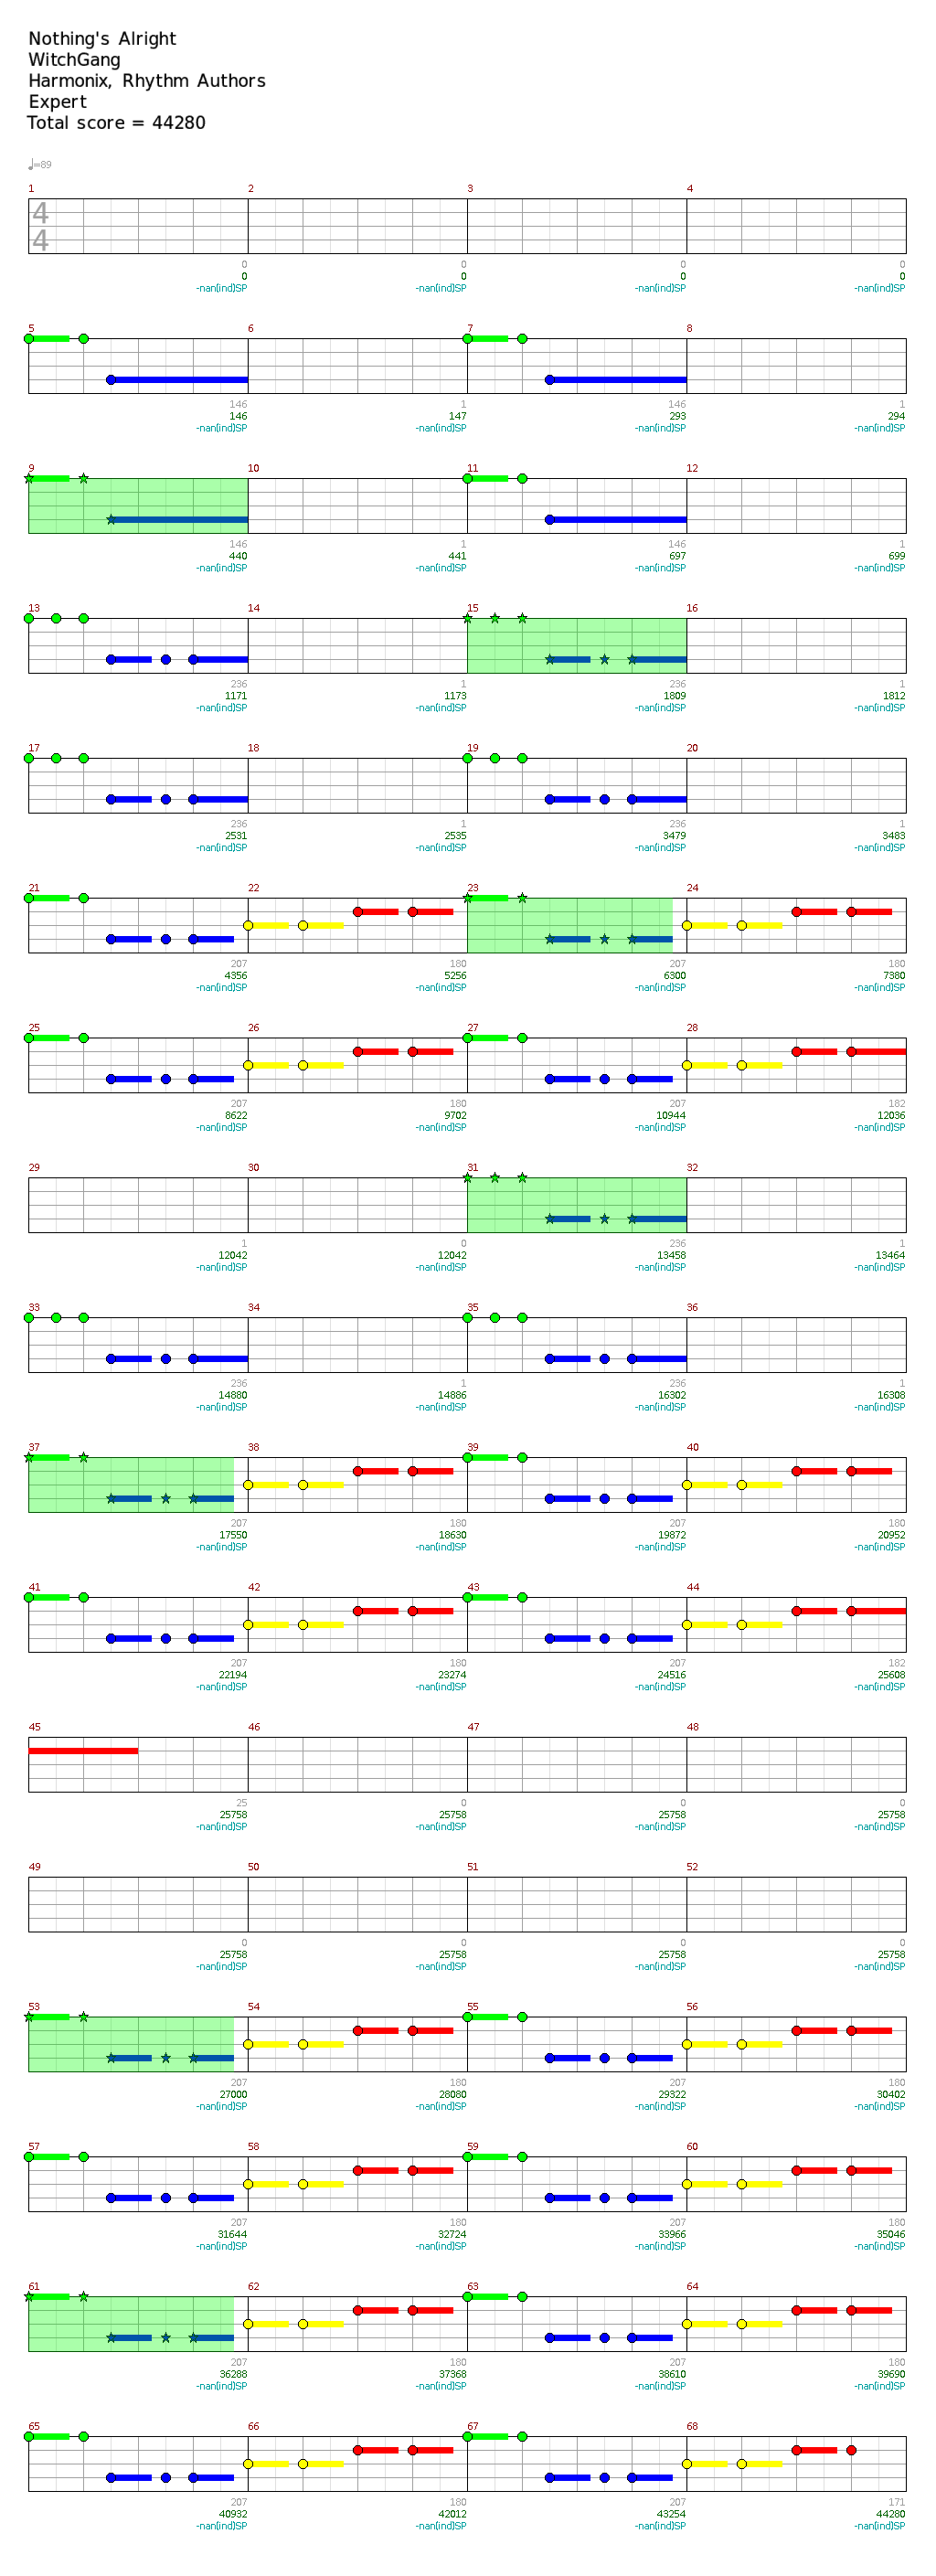 Nothing's Alright
WitchGang
Harmonix, Rhythm Authors
Expert
Total score = 44280
♩=89
1 2 3 4
4
4
0 0 0 0
0 0 0 0
-nan(ind)SP -nan(ind)SP -nan(ind)SP -nan(ind)SP
5 6 7 8
146 1 146 1
146 147 293 294
-nan(ind)SP -nan(ind)SP -nan(ind)SP -nan(ind)SP
9 10 11 12
146 1 146 1
440 441 697 699
-nan(ind)SP -nan(ind)SP -nan(ind)SP -nan(ind)SP
13 14 15 16
236 1 236 1
1171 1173 1809 1812
-nan(ind)SP -nan(ind)SP -nan(ind)SP -nan(ind)SP
17 18 19 20
236 1 236 1
2531 2535 3479 3483
-nan(ind)SP -nan(ind)SP -nan(ind)SP -nan(ind)SP
21 22 23 24
207 180 207 180
4356 5256 6300 7380
-nan(ind)SP -nan(ind)SP -nan(ind)SP -nan(ind)SP
25 26 27 28
207 180 207 182
8622 9702 10944 12036
-nan(ind)SP -nan(ind)SP -nan(ind)SP -nan(ind)SP
29 30 31 32
1 0 236 1
12042 12042 13458 13464
-nan(ind)SP -nan(ind)SP -nan(ind)SP -nan(ind)SP
33 34 35 36
236 1 236 1
14880 14886 16302 16308
-nan(ind)SP -nan(ind)SP -nan(ind)SP -nan(ind)SP
37 38 39 40
207 180 207 180
17550 18630 19872 20952
-nan(ind)SP -nan(ind)SP -nan(ind)SP -nan(ind)SP
41 42 43 44
207 180 207 182
22194 23274 24516 25608
-nan(ind)SP -nan(ind)SP -nan(ind)SP -nan(ind)SP
45 46 47 48
25 0 0 0
25758 25758 25758 25758
-nan(ind)SP -nan(ind)SP -nan(ind)SP -nan(ind)SP
49 50 51 52
0 0 0 0
25758 25758 25758 25758
-nan(ind)SP -nan(ind)SP -nan(ind)SP -nan(ind)SP
53 54 55 56
207 180 207 180
27000 28080 29322 30402
-nan(ind)SP -nan(ind)SP -nan(ind)SP -nan(ind)SP
57 58 59 60
207 180 207 180
31644 32724 33966 35046
-nan(ind)SP -nan(ind)SP -nan(ind)SP -nan(ind)SP
61 62 63 64
207 180 207 180
36288 37368 38610 39690
-nan(ind)SP -nan(ind)SP -nan(ind)SP -nan(ind)SP
65 66 67 68
207 180 207 171
40932 42012 43254 44280
-nan(ind)SP -nan(ind)SP -nan(ind)SP -nan(ind)SP